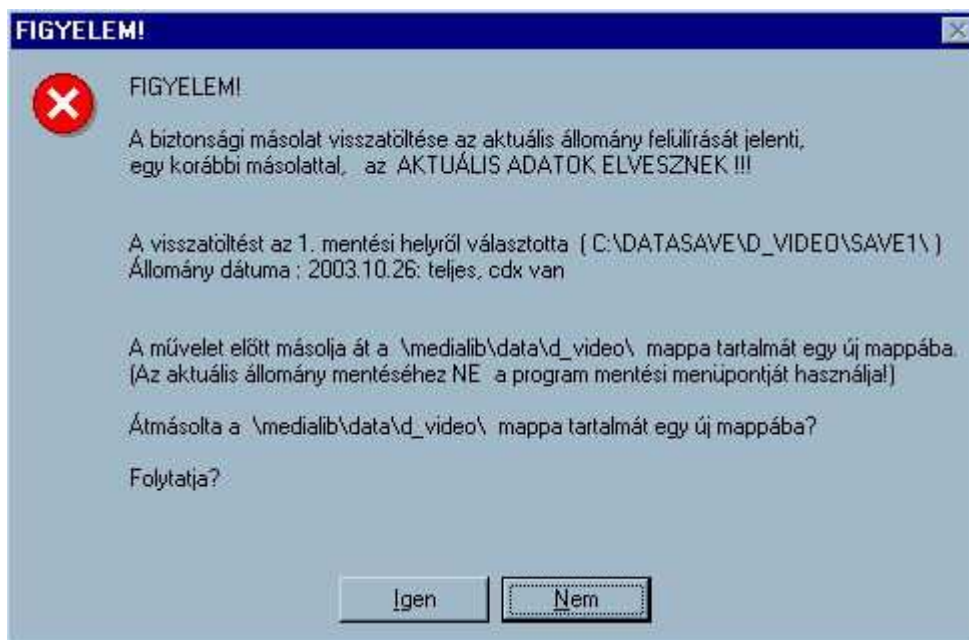 FIGYELEM!
FIGYELEM!
A biztonsági másolat visszatöltése az aktuális állomány felülírását jelenti,
egy korábbi másolattal, az AKTUÁLIS ADATOK ELVESZNEK !!!
A visszatöltést az 1. mentési helyről választotta ( C:\DATASAVE\D_VIDEO\SAVE1\ )
Állomány dátuma : 2003.10.26: teljes, cdx van
A művelet előtt másolja át a \medialib\data\d_video\ mappa tartalmát egy új mappába.
(Az aktuális állomány mentéséhez NE a program mentési menüpontját használja!)
Átmásolta a \medialib\data\d_video\ mappa tartalmát egy új mappába?
Folytatja?
Igen Nem